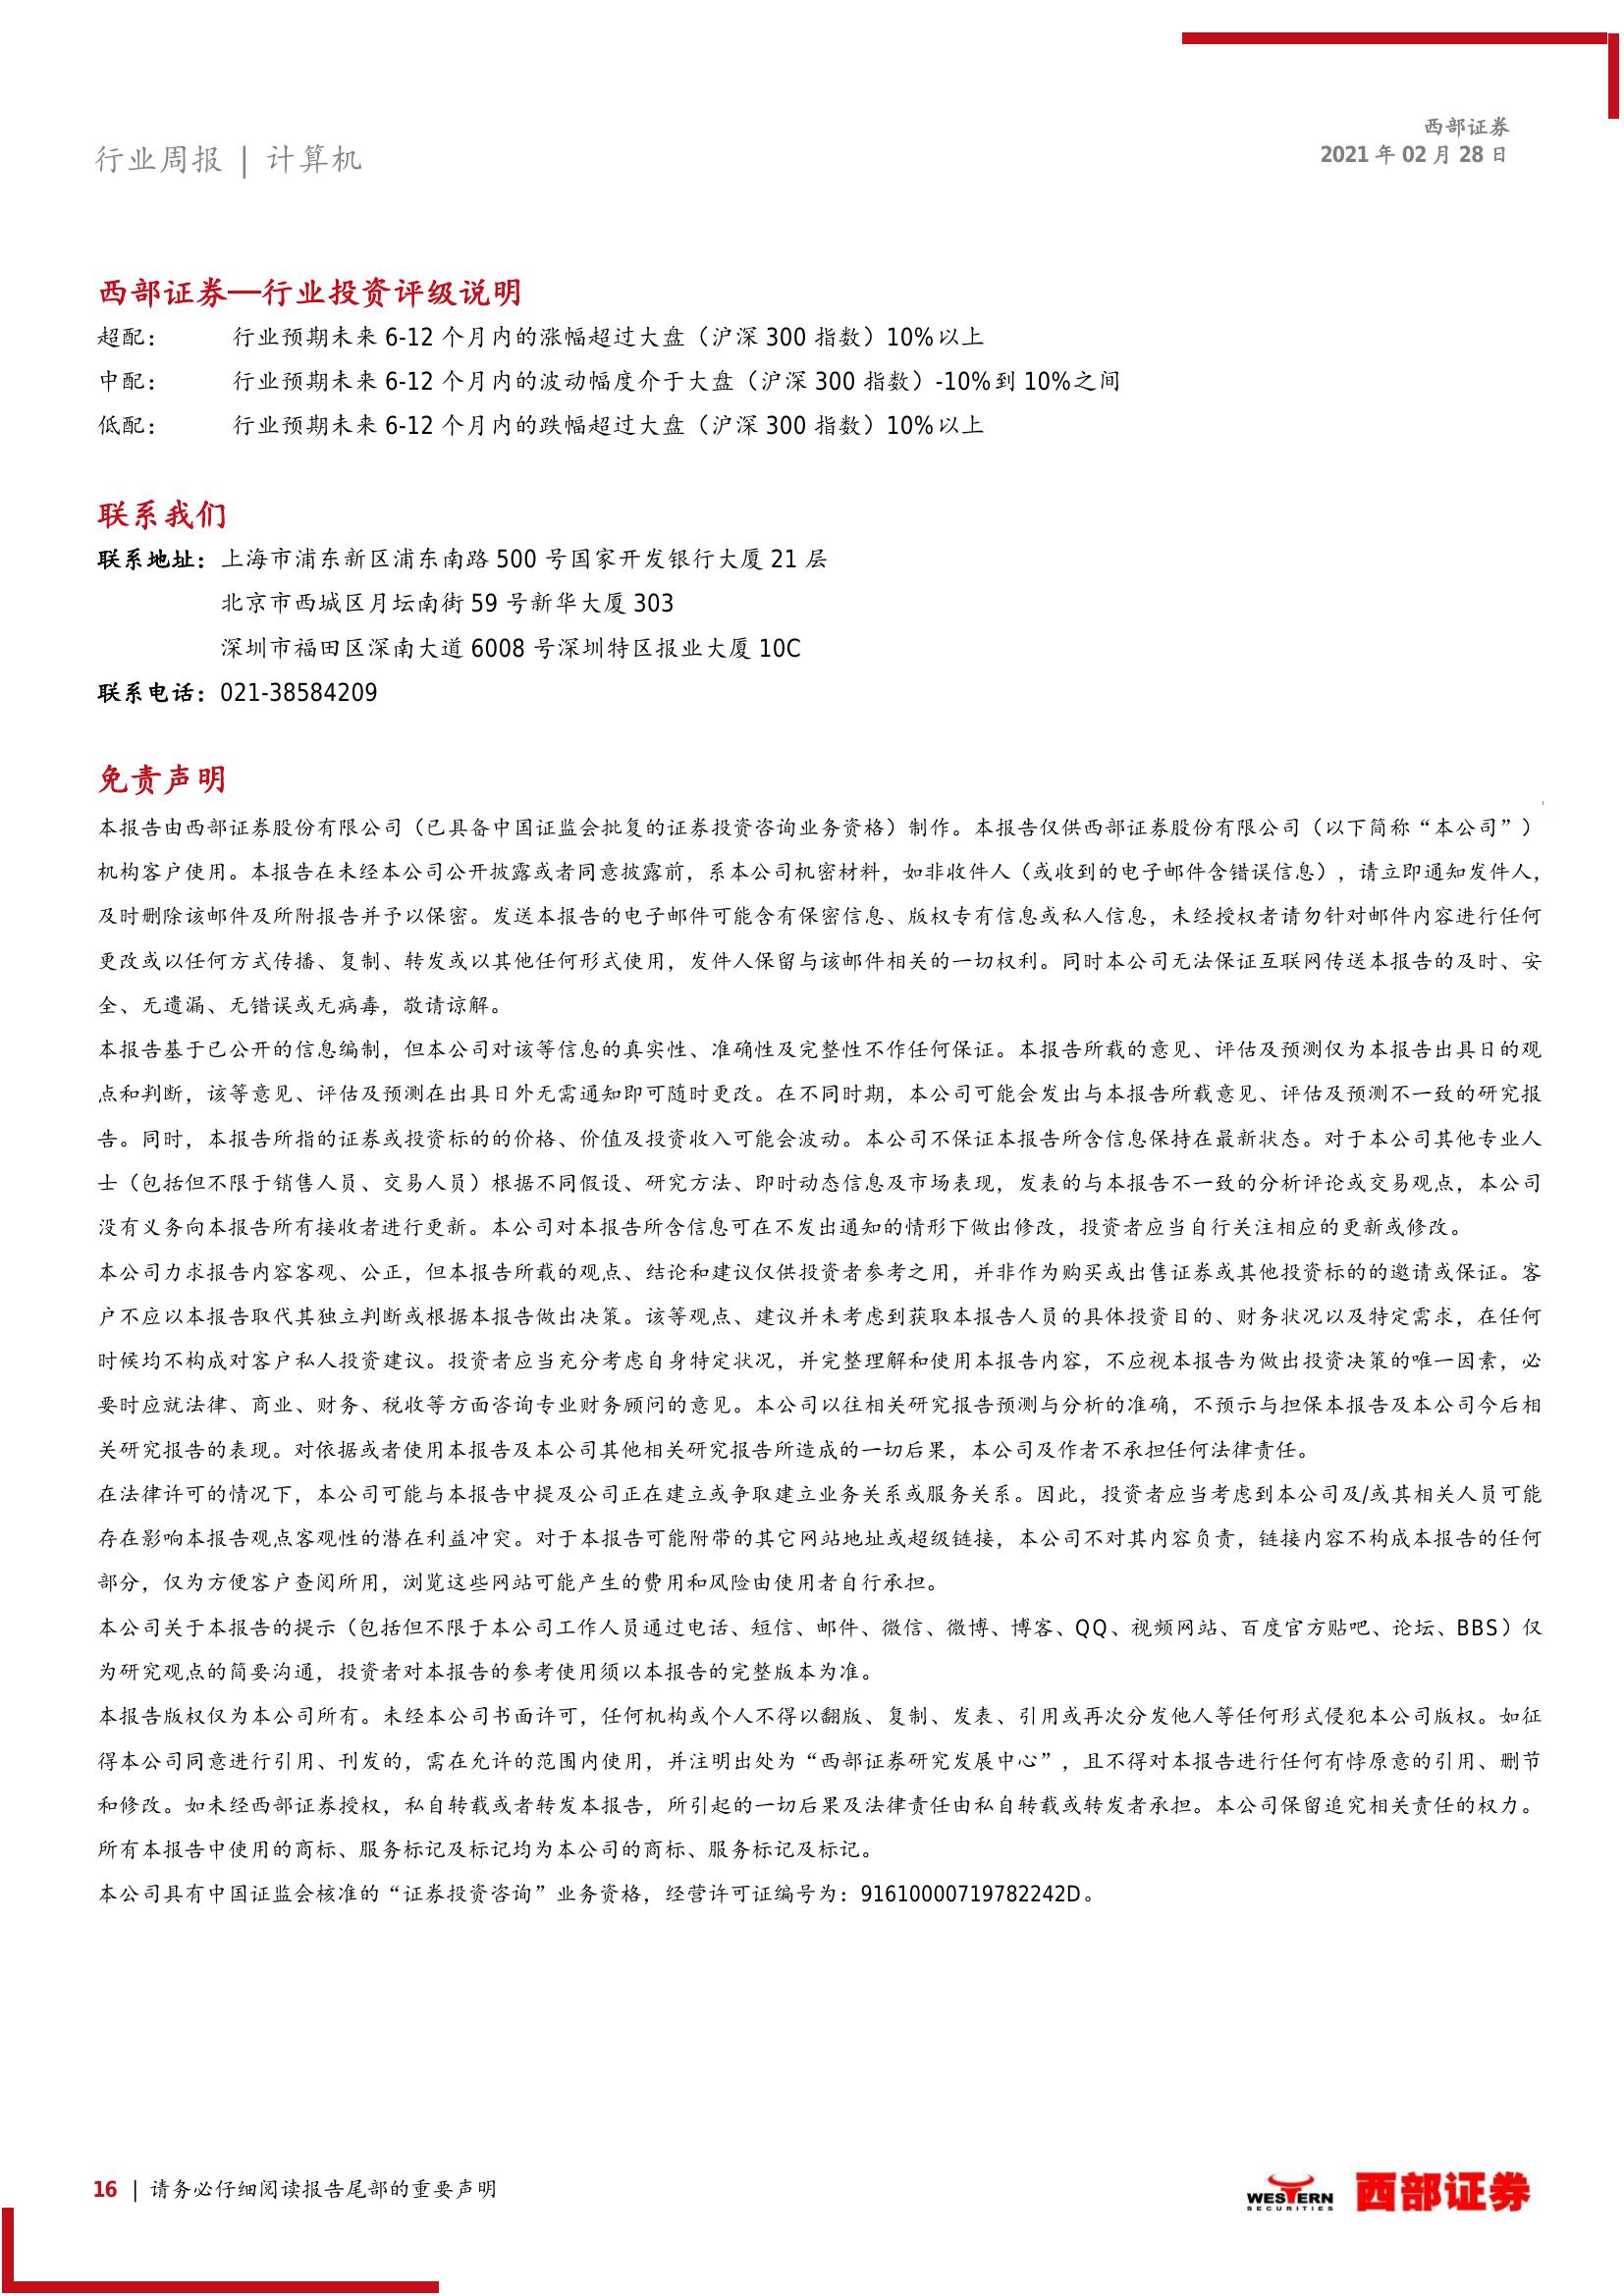 西部证券
行业周报 | 计算机
2021 年 02 月 28 日
西部证券—行业投资评级说明
超配： 行业预期未来 6-12 个月内的涨幅超过大盘（沪深 300 指数）10%以上
中配： 行业预期未来 6-12 个月内的波动幅度介于大盘（沪深 300 指数）-10%到 10%之间
低配： 行业预期未来 6-12 个月内的跌幅超过大盘（沪深 300 指数）10%以上
联系我们
联系地址：上海市浦东新区浦东南路 500 号国家开发银行大厦 21 层
北京市西城区月坛南街 59 号新华大厦 303
深圳市福田区深南大道 6008 号深圳特区报业大厦 10C
联系电话：021-38584209
免责声明
本报告由西部证券股份有限公司（已具备中国证监会批复的证券投资咨询业务资格）制作。本报告仅供西部证券股份有限公司（以下简称“本公司”）
机构客户使用。本报告在未经本公司公开披露或者同意披露前，系本公司机密材料，如非收件人（或收到的电子邮件含错误信息），请立即通知发件人，
及时删除该邮件及所附报告并予以保密。发送本报告的电子邮件可能含有保密信息、版权专有信息或私人信息，未经授权者请勿针对邮件内容进行任何
更改或以任何方式传播、复制、转发或以其他任何形式使用，发件人保留与该邮件相关的一切权利。同时本公司无法保证互联网传送本报告的及时、安
全、无遗漏、无错误或无病毒，敬请谅解。
本报告基于已公开的信息编制，但本公司对该等信息的真实性、准确性及完整性不作任何保证。本报告所载的意见、评估及预测仅为本报告出具日的观
点和判断，该等意见、评估及预测在出具日外无需通知即可随时更改。在不同时期，本公司可能会发出与本报告所载意见、评估及预测不一致的研究报
告。同时，本报告所指的证券或投资标的的价格、价值及投资收入可能会波动。本公司不保证本报告所含信息保持在最新状态。对于本公司其他专业人
士（包括但不限于销售人员、交易人员）根据不同假设、研究方法、即时动态信息及市场表现，发表的与本报告不一致的分析评论或交易观点，本公司
没有义务向本报告所有接收者进行更新。本公司对本报告所含信息可在不发出通知的情形下做出修改，投资者应当自行关注相应的更新或修改。
本公司力求报告内容客观、公正，但本报告所载的观点、结论和建议仅供投资者参考之用，并非作为购买或出售证券或其他投资标的的邀请或保证。客
户不应以本报告取代其独立判断或根据本报告做出决策。该等观点、建议并未考虑到获取本报告人员的具体投资目的、财务状况以及特定需求，在任何
时候均不构成对客户私人投资建议。投资者应当充分考虑自身特定状况，并完整理解和使用本报告内容，不应视本报告为做出投资决策的唯一因素，必
要时应就法律、商业、财务、税收等方面咨询专业财务顾问的意见。本公司以往相关研究报告预测与分析的准确，不预示与担保本报告及本公司今后相
关研究报告的表现。对依据或者使用本报告及本公司其他相关研究报告所造成的一切后果，本公司及作者不承担任何法律责任。
在法律许可的情况下，本公司可能与本报告中提及公司正在建立或争取建立业务关系或服务关系。因此，投资者应当考虑到本公司及/或其相关人员可能
存在影响本报告观点客观性的潜在利益冲突。对于本报告可能附带的其它网站地址或超级链接，本公司不对其内容负责，链接内容不构成本报告的任何
部分，仅为方便客户查阅所用，浏览这些网站可能产生的费用和风险由使用者自行承担。
本公司关于本报告的提示（包括但不限于本公司工作人员通过电话、短信、邮件、微信、微博、博客、QQ、视频网站、百度官方贴吧、论坛、BBS）仅
为研究观点的简要沟通，投资者对本报告的参考使用须以本报告的完整版本为准。
本报告版权仅为本公司所有。未经本公司书面许可，任何机构或个人不得以翻版、复制、发表、引用或再次分发他人等任何形式侵犯本公司版权。如征
得本公司同意进行引用、刊发的，需在允许的范围内使用，并注明出处为“西部证券研究发展中心”，且不得对本报告进行任何有悖原意的引用、删节
和修改。如未经西部证券授权，私自转载或者转发本报告，所引起的一切后果及法律责任由私自转载或转发者承担。本公司保留追究相关责任的权力。
所有本报告中使用的商标、服务标记及标记均为本公司的商标、服务标记及标记。
本公司具有中国证监会核准的“证券投资咨询”业务资格，经营许可证编号为：91610000719782242D。
16 | 请务必仔细阅读报告尾部的重要声明
WESTERN
SECURITIES
西部证券